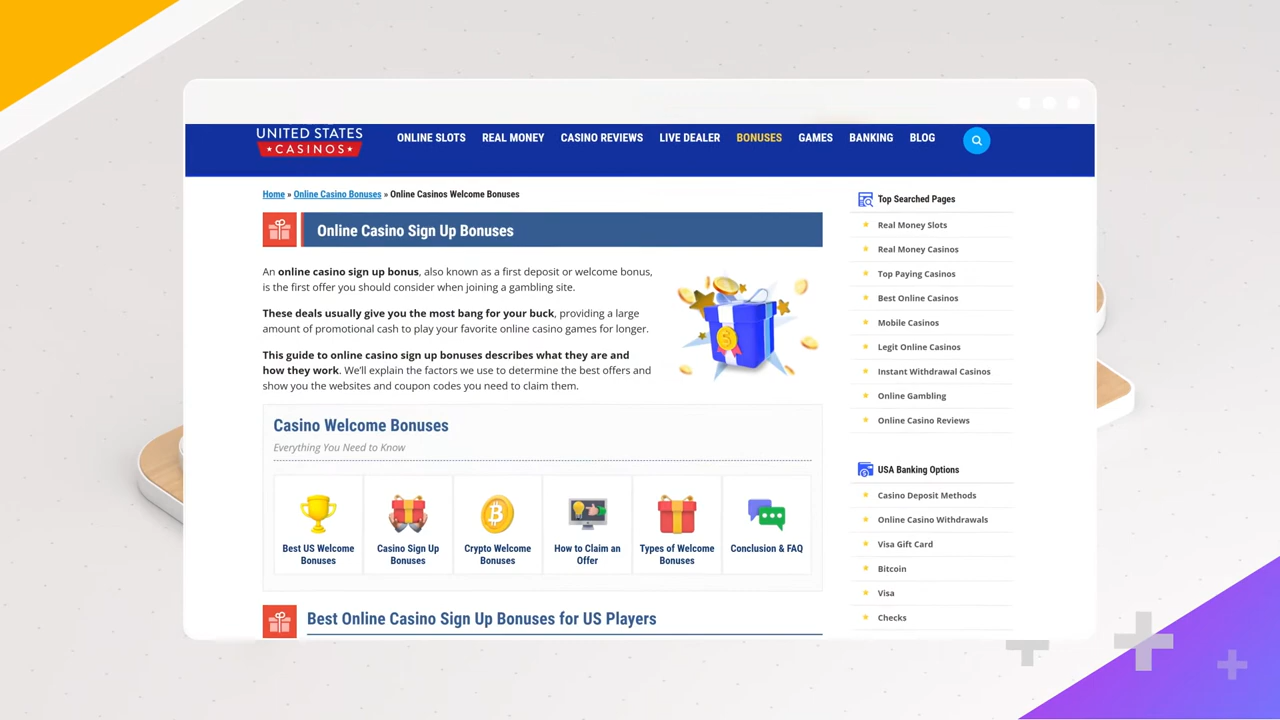 UNITED STATES
CASINOS
ONLINE SLOTS REAL MONEY CASINO REVIEWS LIVE DEALER BONUSES GAMES BANKING BLOG
Home » Online Casino Bonuses » Online Casinos Welcome Bonuses
Online Casino Sign Up Bonuses
An online casino sign up bonus, also known as a first deposit or welcome bonus,
is the first offer you should consider when joining a gambling site.
These deals usually give you the most bang for your buck, providing a large
amount of promotional cash to play your favorite online casino games for longer.
This guide to online casino sign up bonuses describes what they are and
how they work. We'll explain the factors we use to determine the best offers and
show you the websites and coupon codes you need to claim them.
Casino Welcome Bonuses
Everything You Need to Know
Best US Welcome
Bonuses
Casino Sign Up
Bonuses
Crypto Welcome
Bonuses
How to Claim an
Offer
Types of Welcome
Bonuses
Conclusion & FAQ
Best Online Casino Sign Up Bonuses for US Players
Top Searched Pages
Real Money Slots
Real Money Casinos
Top Paying Casinos
Best Online Casinos
Mobile Casinos
Legit Online Casinos
Instant Withdrawal Casinos
Online Gambling
Online Casino Reviews
USA Banking Options
Casino Deposit Methods
Online Casino Withdrawals
Visa Gift Card
Bitcoin
Visa
Checks